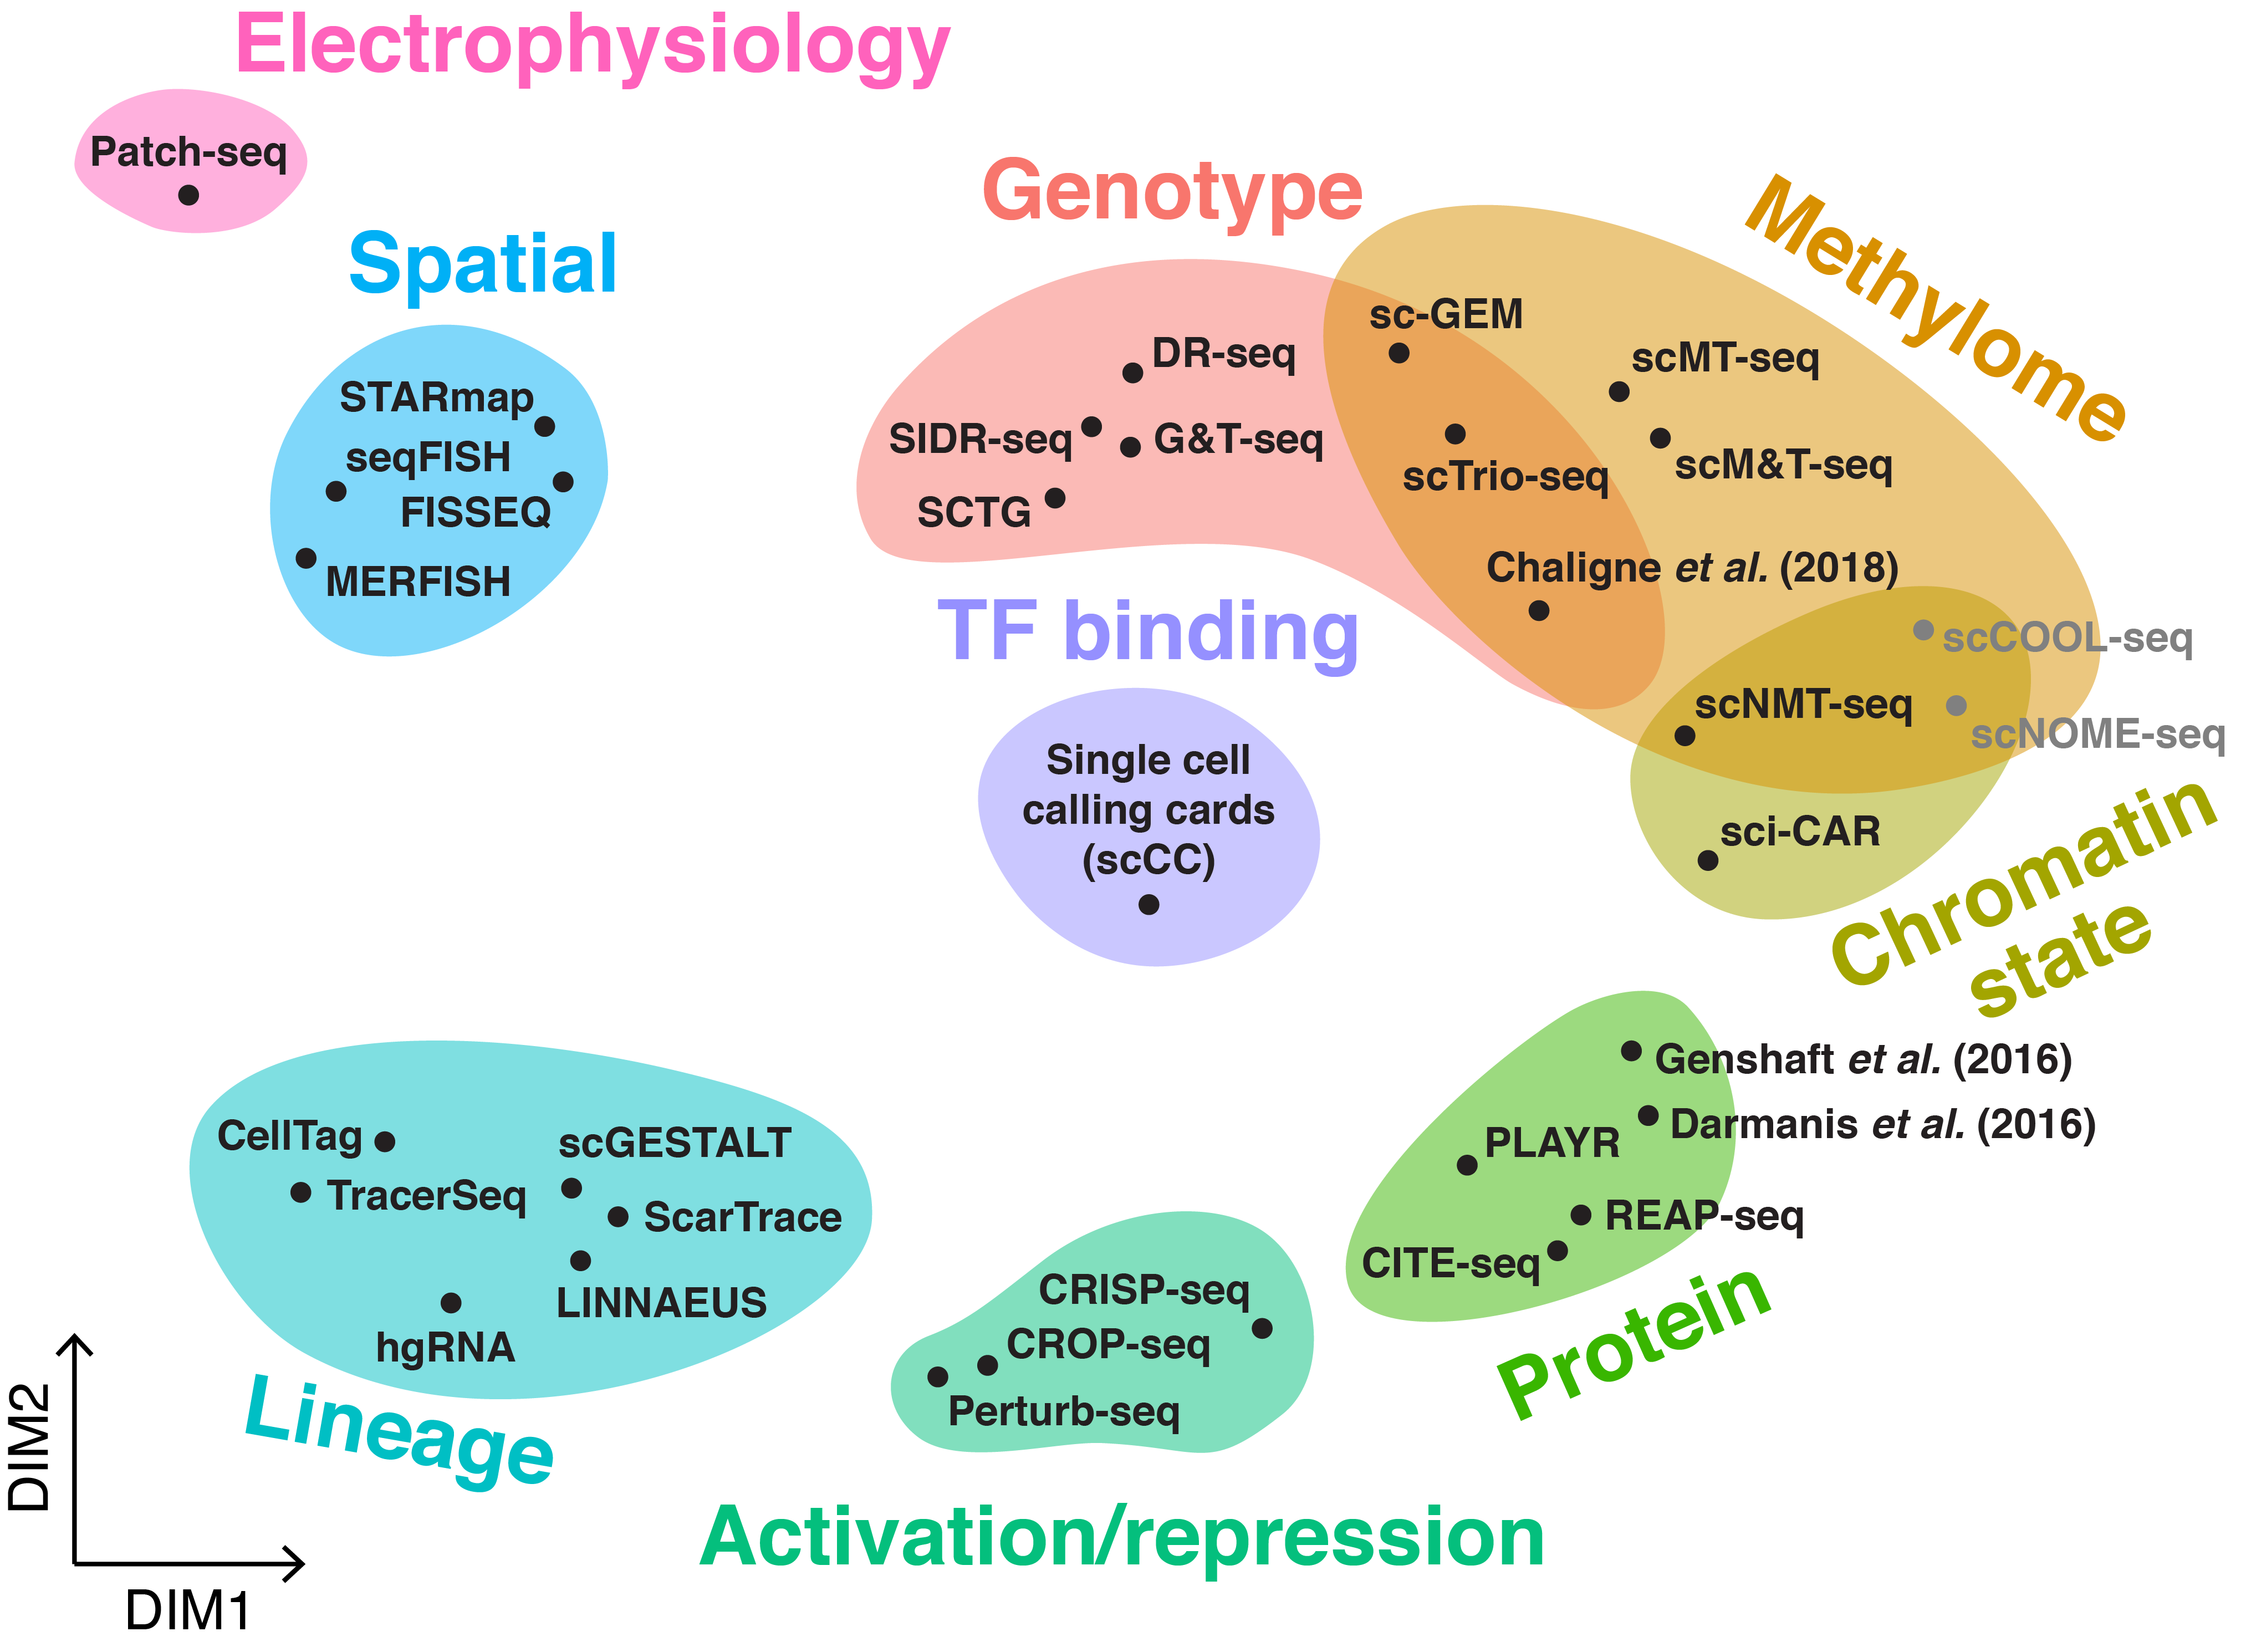 Electrophysiology
Patch-seq
Spatial
STARmap
seqFISH
FISSEQ
MERFISH
Genotype
DR-seq
SIDR-seq
G&T-seq
SCTG
Methylome
sc-GEM
scMT-seq
scTrio-seq
scM&T-seq
Chaligne et al. (2018)
scCOOL-seq
scNMT-seq
scNOME-seq
sci-CAR
Chromatin
state
TF binding
Single cell
calling cards
(scCC)
Genshaft et al. (2016)
Darmanis et al. (2016)
PLAYR
REAP-seq
CITE-seq
Protein
CellTag
scGESTALT
TracerSeq
ScarTrace
LINNAEUS
hgRNA
Lineage
CRISP-seq
CROP-seq
Perturb-seq
Activation/repression
DIM2
DIM1